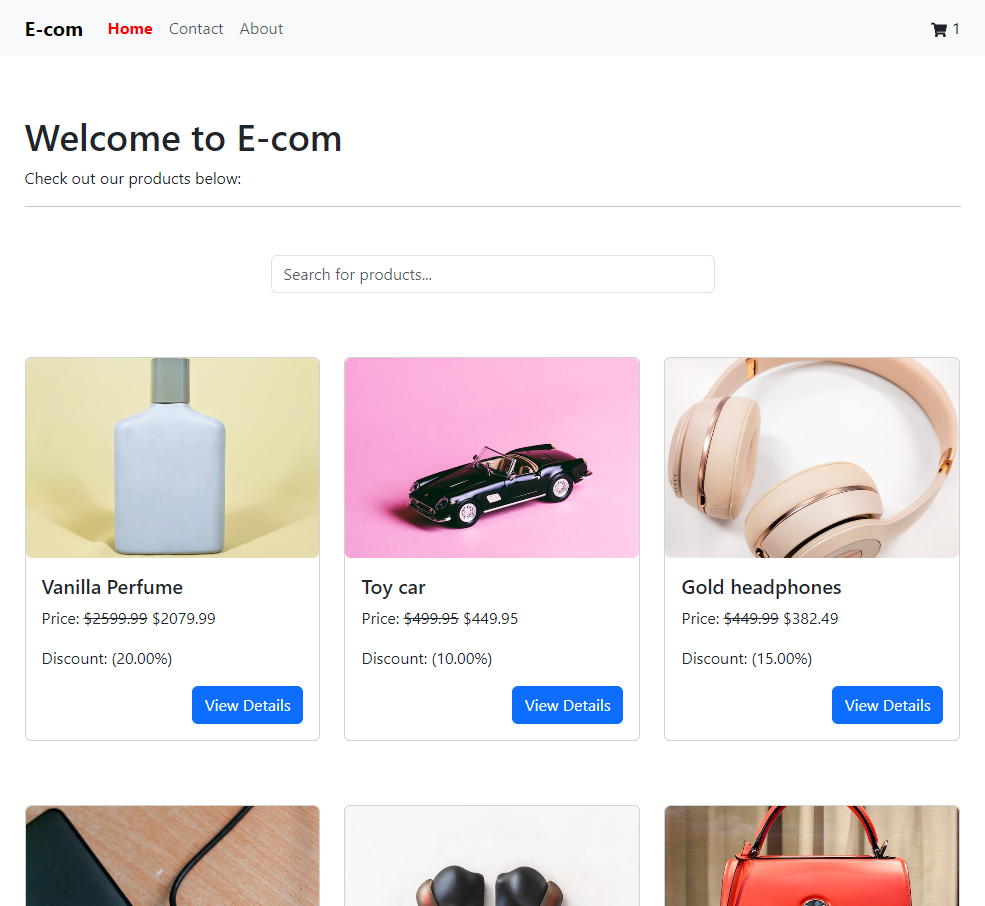 E-com Home Contact About 1
Welcome to E-com
Check out our products below:
Search for products...
Vanilla Perfume
Price: $2599.99 $2079.99
Discount: (20.00%)
View Details
Toy car
Price: $499.95 $449.95
Discount: (10.00%)
View Details
Gold headphones
Price: $449.99 $382.49
Discount: (15.00%)
View Details